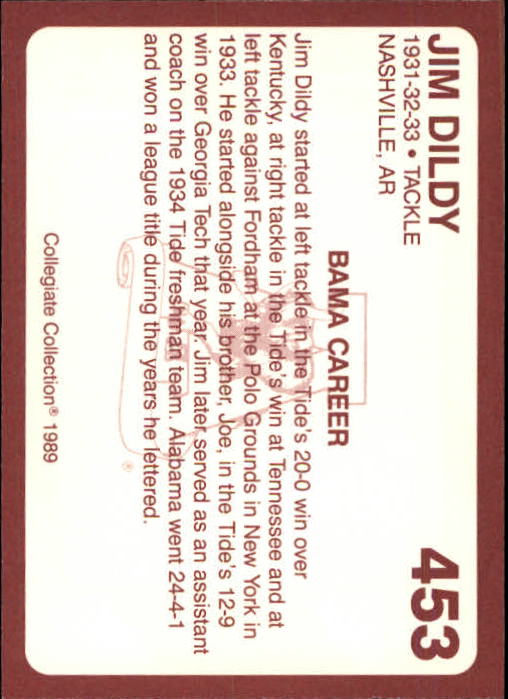 JIM DILDY 453
1931-32-33 • TACKLE
NASHVILLE, AR
BAMA CAREER
Jim Dildy started at left tackle in the Tide's 20-0 win over
Kentucky, at right tackle in the Tide's win at Tennessee and at
left tackle against Fordham at the Polo Grounds in New York in
1933. He started alongside his brother, Joe, in the Tide's 12-9
win over Georgia Tech that year. Jim later served as an assistant
coach on the 1934 Tide freshman team. Alabama went 24-4-1
and won a league title during the years he lettered.
Collegiate Collection® 1989
®